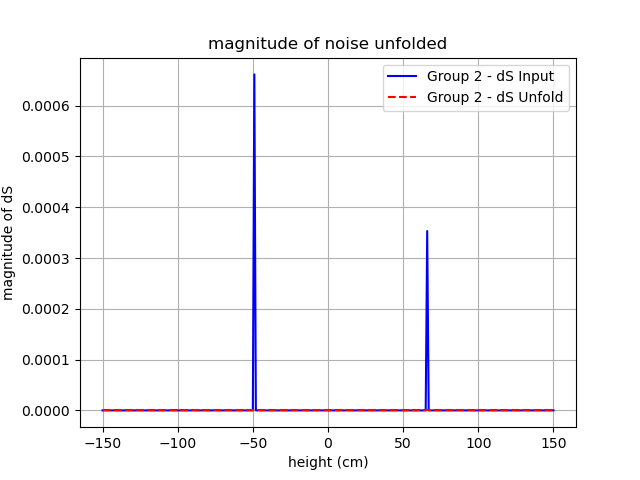 magnitude of noise unfolded
Group 2 - dS Input
Group 2 - dS Unfold
magnitude of dS
0.0006
0.0005
0.0004
0.0003
0.0002
0.0001
0.0000
−150
−100
−50
0
50
100
150
height (cm)